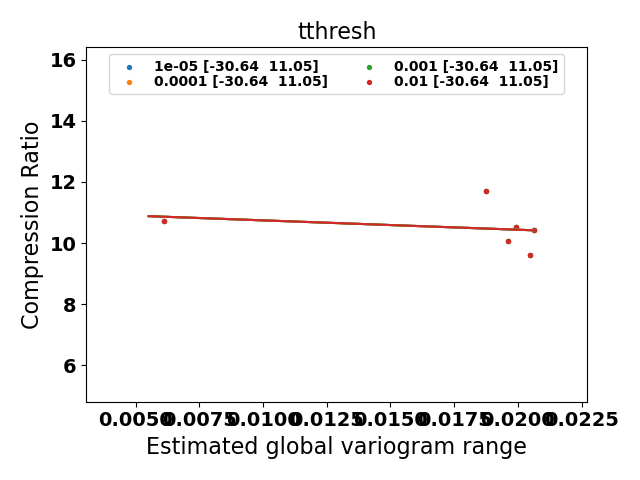 tthresh
1e-05 [-30.64  11.05]
0.0001 [-30.64  11.05]
0.001 [-30.64  11.05]
0.01 [-30.64  11.05]
Compression Ratio
16
14
12
10
8
6
0.0050 0.0075 0.0100 0.0125 0.0150 0.0175 0.0200 0.0225
Estimated global variogram range